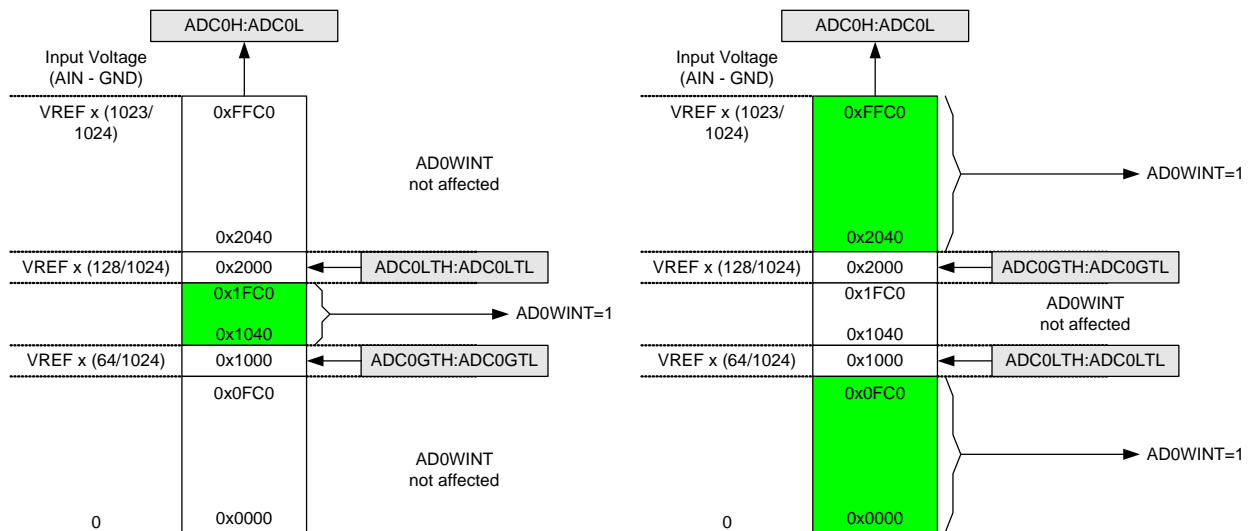 ADC0H:ADC0L
Input Voltage
(AIN - GND)
VREF x (1023/
1024)
0xFFC0
AD0WINT
not affected
0x2040
VREF x (128/1024)
0x2000
ADC0LTH:ADC0LTL
0x1FC0
AD0WINT=1
0x1040
VREF x (64/1024)
0x1000
ADC0GTH:ADC0GTL
0x0FC0
AD0WINT
not affected
0
0x0000
ADC0H:ADC0L
Input Voltage
(AIN - GND)
VREF x (1023/
1024)
0xFFC0
AD0WINT=1
0x2040
VREF x (128/1024)
0x2000
ADC0GTH:ADC0GTL
0x1FC0
AD0WINT
not affected
0x1040
VREF x (64/1024)
0x1000
ADC0LTH:ADC0LTL
0x0FC0
AD0WINT=1
0
0x0000